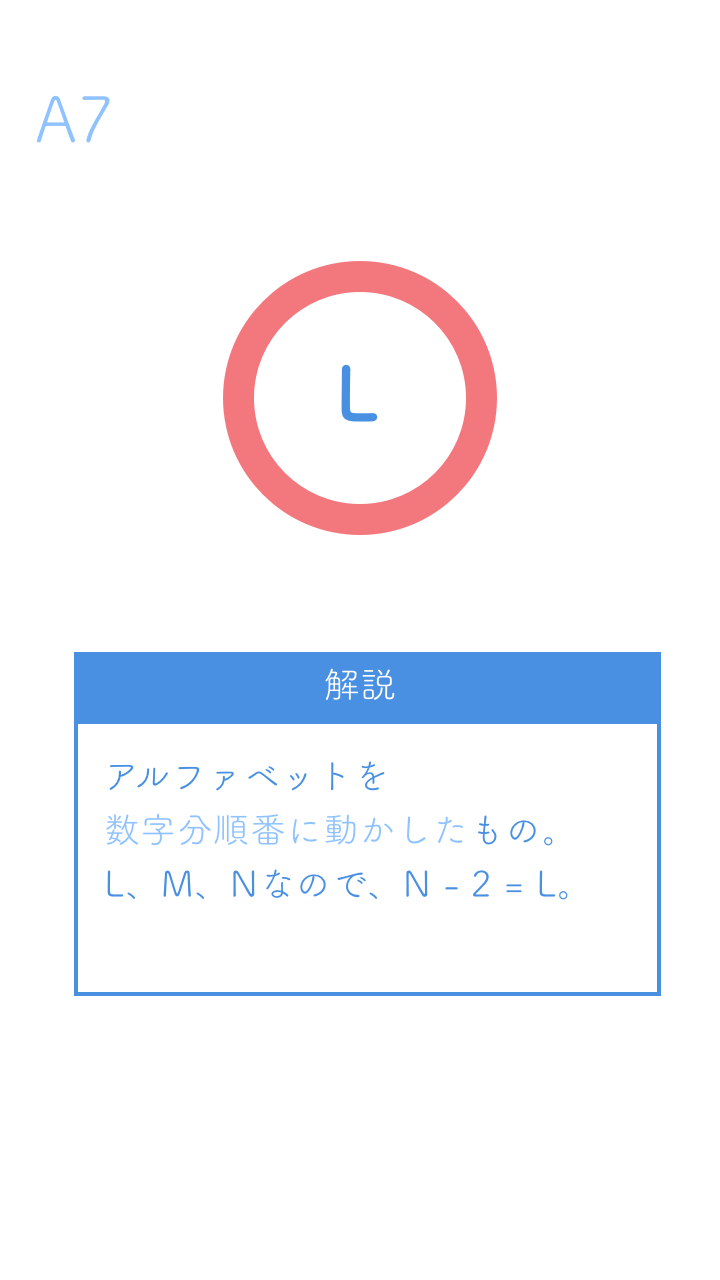 A7
L
解説
アルファベットを
数字分順番に動かしたもの。
L、M、Nなので、N - 2 = L。